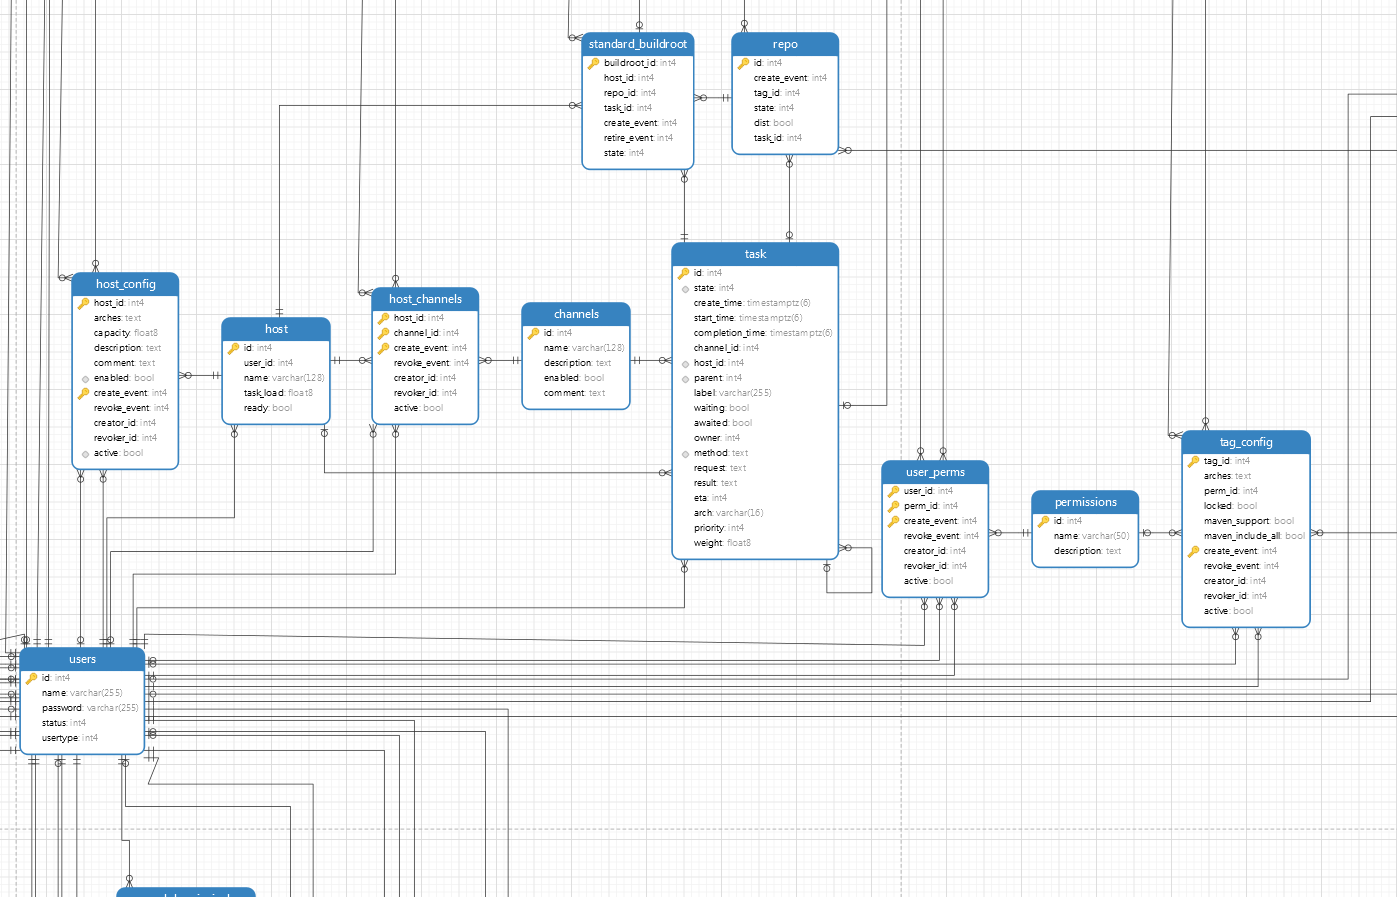 standard_buildroot
buildroot_id: int4
host_id: int4
repo_id: int4
task_id: int4
create_event: int4
retire_event: int4
state: int4
repo
id: int4
create_event: int4
tag_id: int4
state: int4
dist: bool
task_id: int4
host_config
host_id: int4
arches: text
capacity: float8
description: text
comment: text
enabled: bool
create_event: int4
revoke_event: int4
creator_id: int4
revoker_id: int4
active: bool
host
id: int4
user_id: int4
name: varchar(128)
task_load: float8
ready: bool
host_channels
host_id: int4
channel_id: int4
create_event: int4
revoke_event: int4
creator_id: int4
revoker_id: int4
active: bool
channels
id: int4
name: varchar(128)
description: text
enabled: bool
comment: text
task
id: int4
state: int4
create_time: timestamptz(6)
start_time: timestamptz(6)
completion_time: timestamptz(6)
channel_id: int4
host_id: int4
parent: int4
label: varchar(255)
waiting: bool
awaited: bool
owner: int4
method: text
request: text
result: text
eta: int4
arch: varchar(16)
priority: int4
weight: float8
user_perms
user_id: int4
perm_id: int4
create_event: int4
revoke_event: int4
creator_id: int4
revoker_id: int4
active: bool
permissions
id: int4
name: varchar(50)
description: text
tag_config
tag_id: int4
arches: text
perm_id: int4
locked: bool
maven_support: bool
maven_include_all: bool
create_event: int4
revoke_event: int4
creator_id: int4
revoker_id: int4
active: bool
users
id: int4
name: varchar(255)
password: varchar(255)
status: int4
usertype: int4